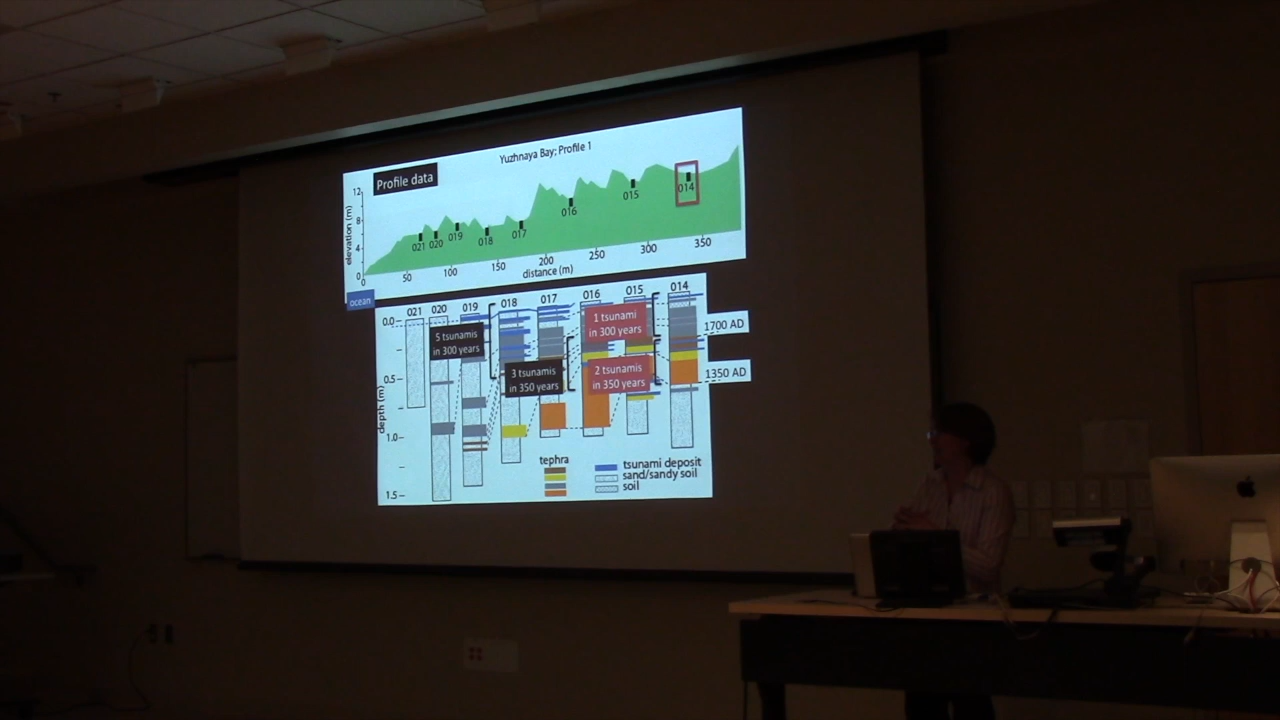 Yuzhnaya Bay; Profile 1
Profile data
elevation (m)
12
8
4
0
021
020
019
018
017
016
015
014
0
50
100
150
200
250
300
350
distance (m)
ocean
021
020
019
018
017
016
015
014
depth (m)
0.0
0.5
1.0
1.5
5 tsunamis
in 300 years
3 tsunamis
in 350 years
1 tsunami
in 300 years
2 tsunamis
in 350 years
1700 AD
1350 AD
tephra
tsunami deposit
sand/sandy soil
soil